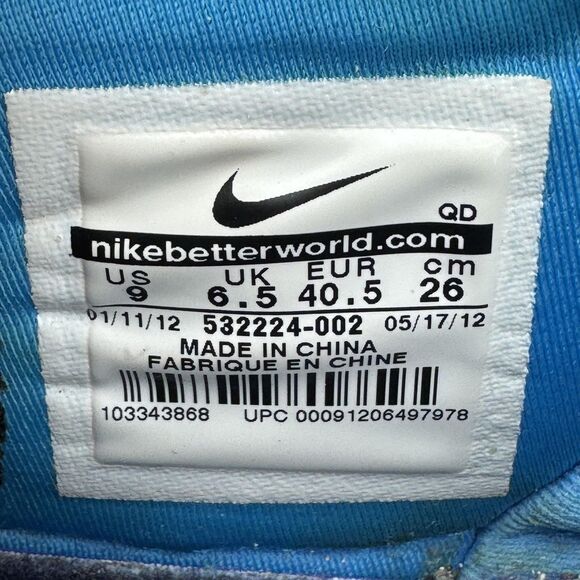 QD
nikebetterworld.com
US UK EUR cm
9 6.5 40.5 26
01/11/12 532224-002 05/17/12
MADE IN CHINA
FABRIQUE EN CHINE
103343868 UPC 00091206497978